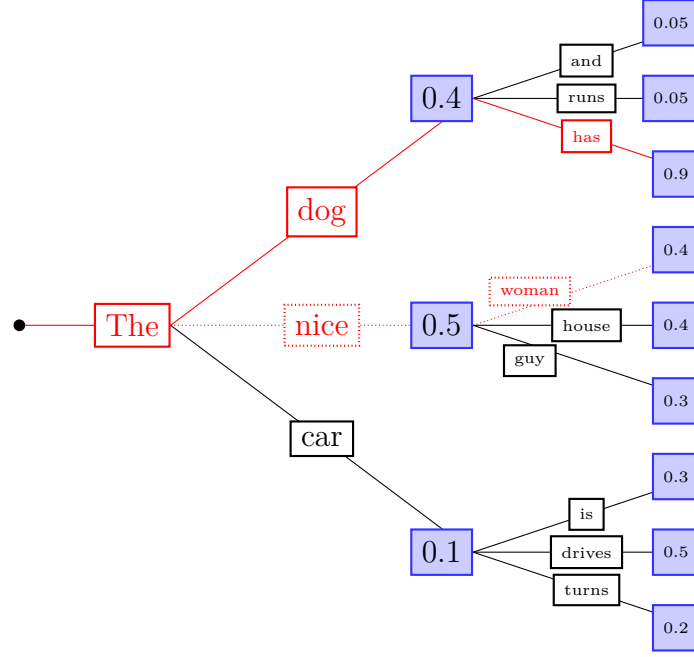 The
dog
nice
car
0.4
0.5
0.1
and
runs
has
woman
house
guy
is
drives
turns
0.05
0.05
0.9
0.4
0.4
0.3
0.3
0.5
0.2